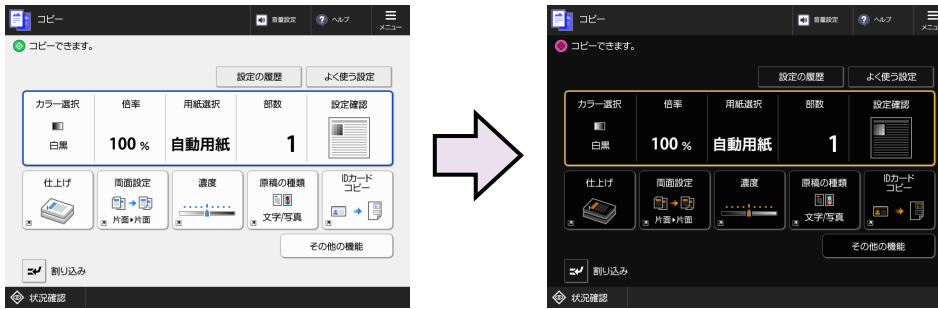 コピー 音量設定 ? ヘルプ メニュー
コピーできます。
設定の履歴 よく使う設定
カラー選択 倍率 用紙選択 部数 設定確認
白黒 100 % 自動用紙 1
仕上げ 両面設定 濃度 原稿の種類 IDカード
コピー
片面▸片面 文字/写真
その他の機能
割り込み
状況確認
コピー 音量設定 ? ヘルプ メニュー
コピーできます。
設定の履歴 よく使う設定
カラー選択 倍率 用紙選択 部数 設定確認
白黒 100 % 自動用紙 1
仕上げ 両面設定 濃度 原稿の種類 IDカード
コピー
片面▸片面 文字/写真
その他の機能
割り込み
状況確認